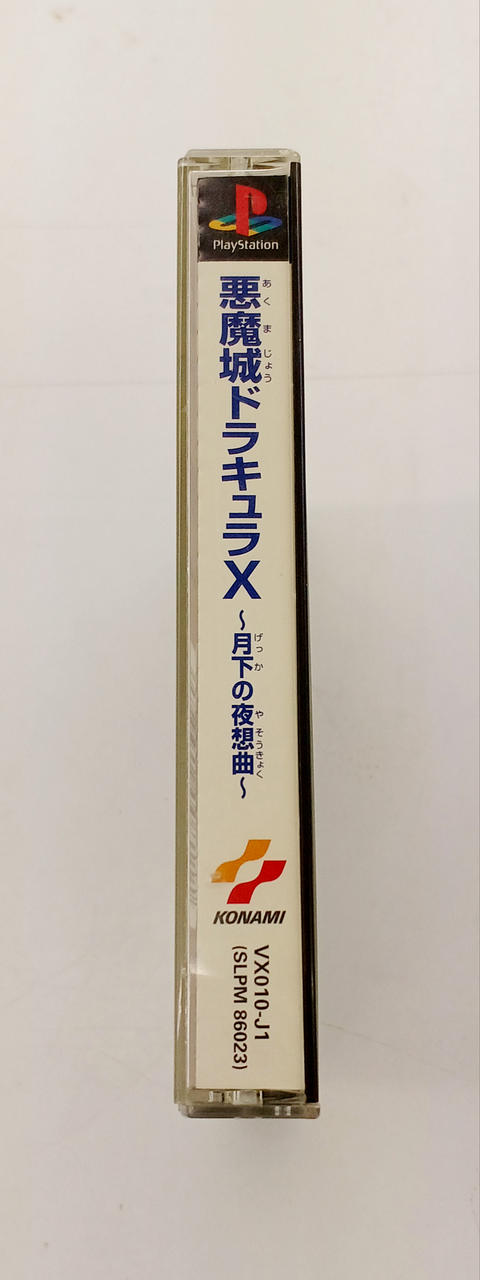 PlayStation
悪魔城ドラキュラX
あくまじょう
~月下の夜想曲~
げっか
やそうきょく
KONAMI
VX010-J1
(SLPM 86023)